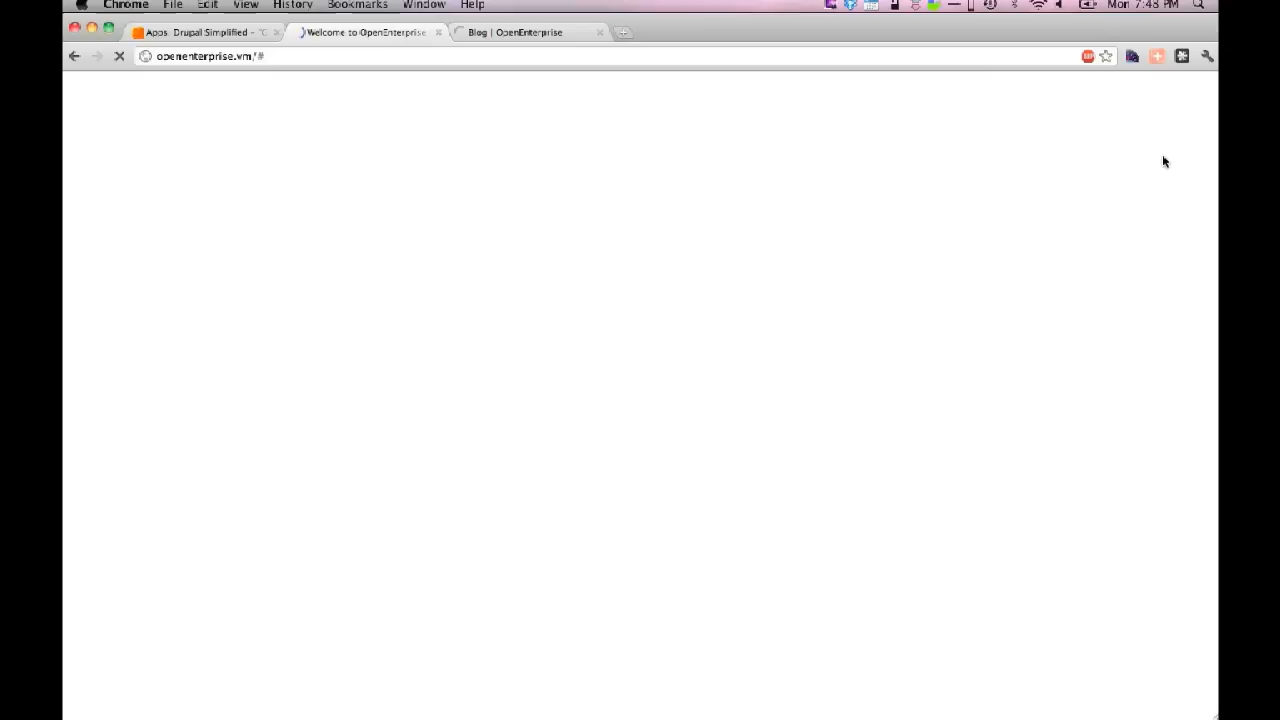 Chrome File Edit View History Bookmarks Window Help Mon 7:48 PM
Apps Drupal Simplified - Welcome to OpenEnterprise Blog | OpenEnterprise
openenterprise.vm/#